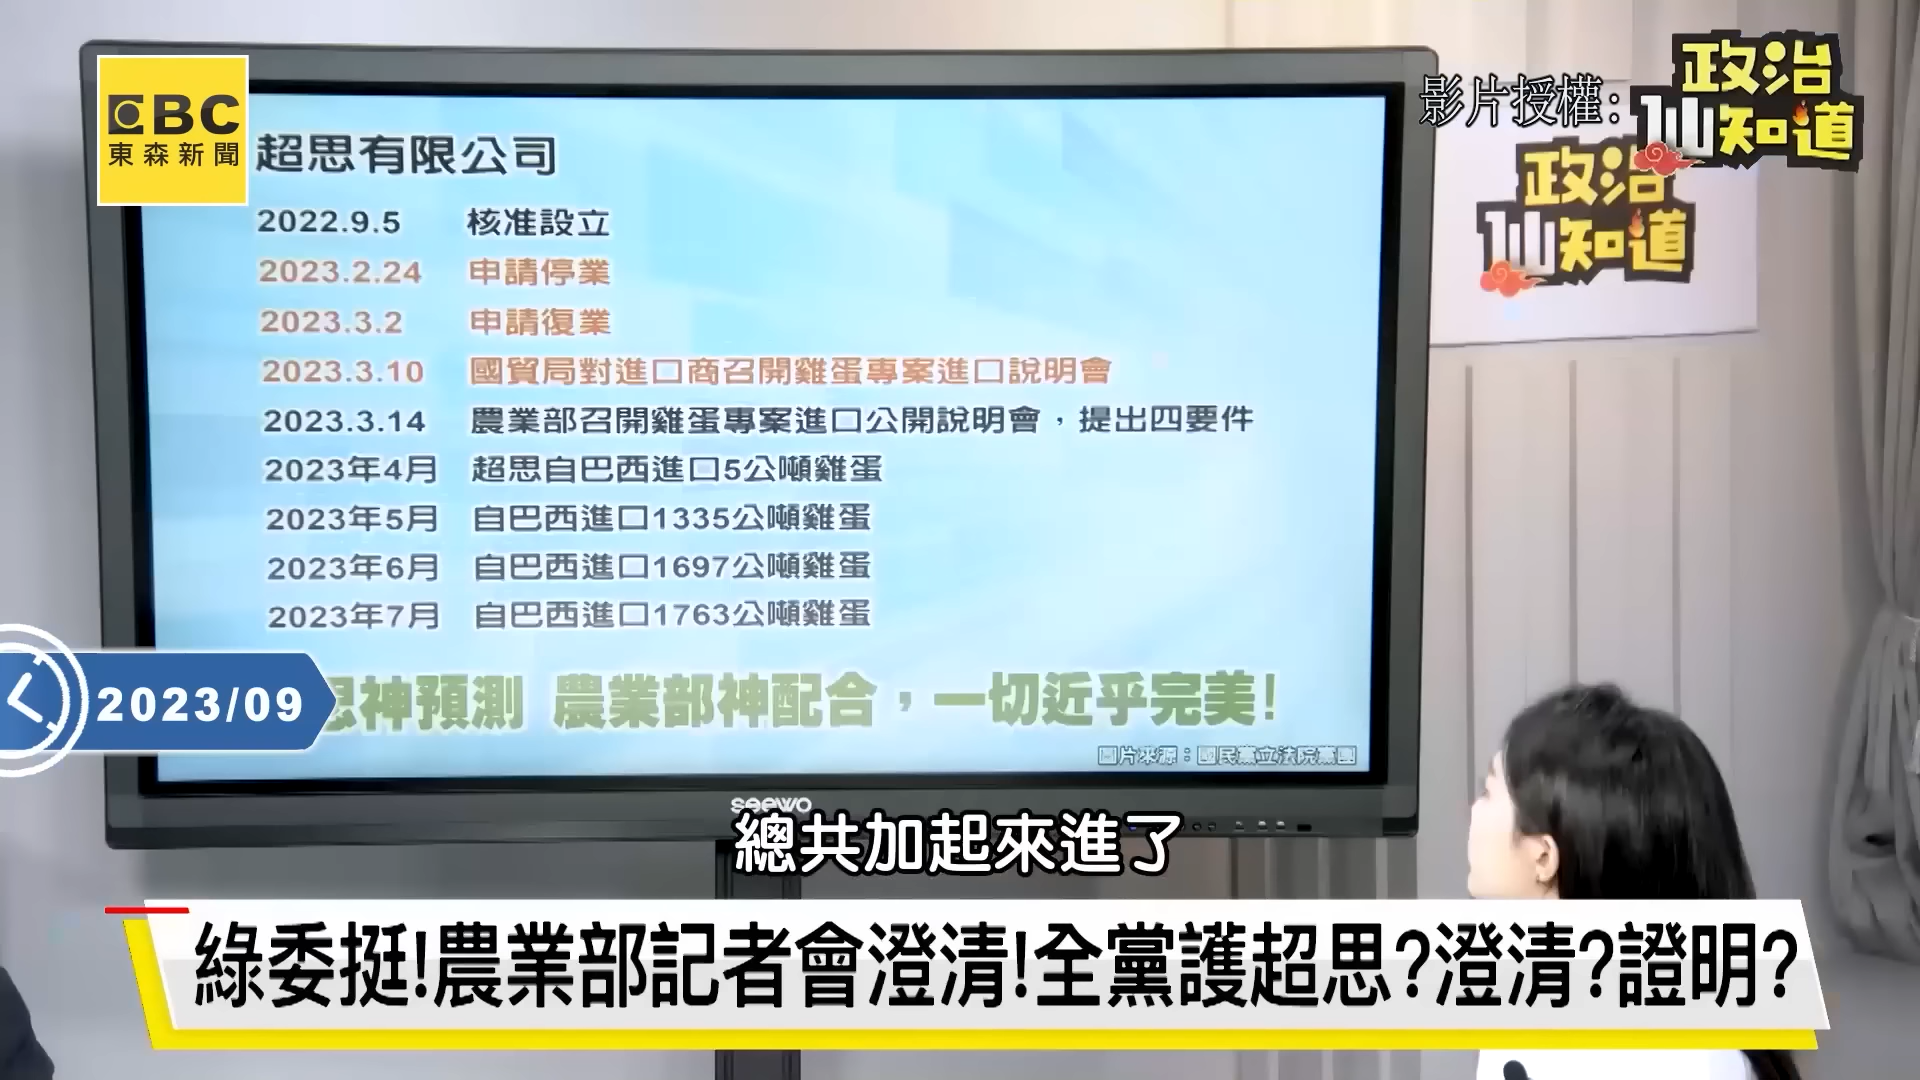 EBC
東森新聞
影片授權：
政治
仙知道
政治
仙知道
超思有限公司
2022.9.5 核准設立
2023.2.24 申請停業
2023.3.2 申請復業
2023.3.10 國貿局對進口商召開雞蛋專案進口說明會
2023.3.14 農業部召開雞蛋專案進口公開說明會，提出四要件
2023年4月 超思自巴西進口5公噸雞蛋
2023年5月 自巴西進口1335公噸雞蛋
2023年6月 自巴西進口1697公噸雞蛋
2023年7月 自巴西進口1763公噸雞蛋
2023/09
思神預測 農業部神配合，一切近乎完美!
圖片來源：國民黨立法院黨團
seewo
總共加起來進了
綠委挺!農業部記者會澄清!全黨護超思?澄清?證明?